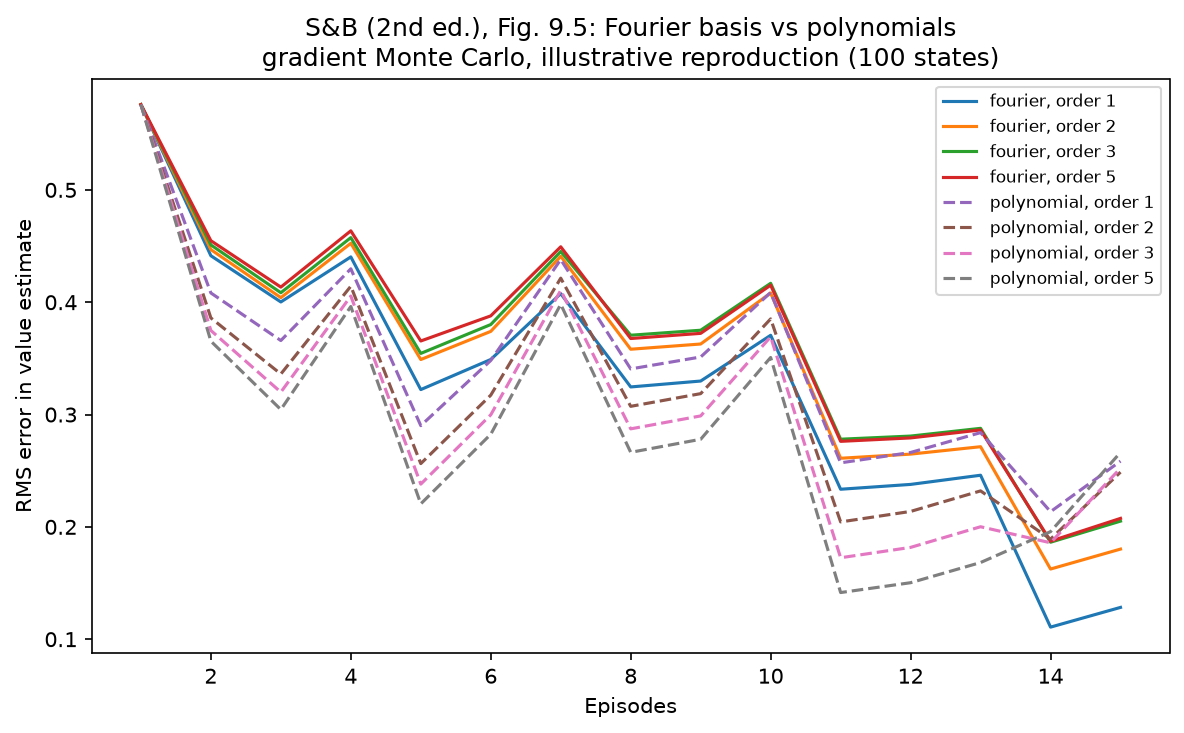 S&B (2nd ed.), Fig. 9.5: Fourier basis vs polynomials
gradient Monte Carlo, illustrative reproduction (100 states)
fourier, order 1
fourier, order 2
fourier, order 3
fourier, order 5
polynomial, order 1
polynomial, order 2
polynomial, order 3
polynomial, order 5
RMS error in value estimate
0.5
0.4
0.3
0.2
0.1
2 4 6 8 10 12 14
Episodes